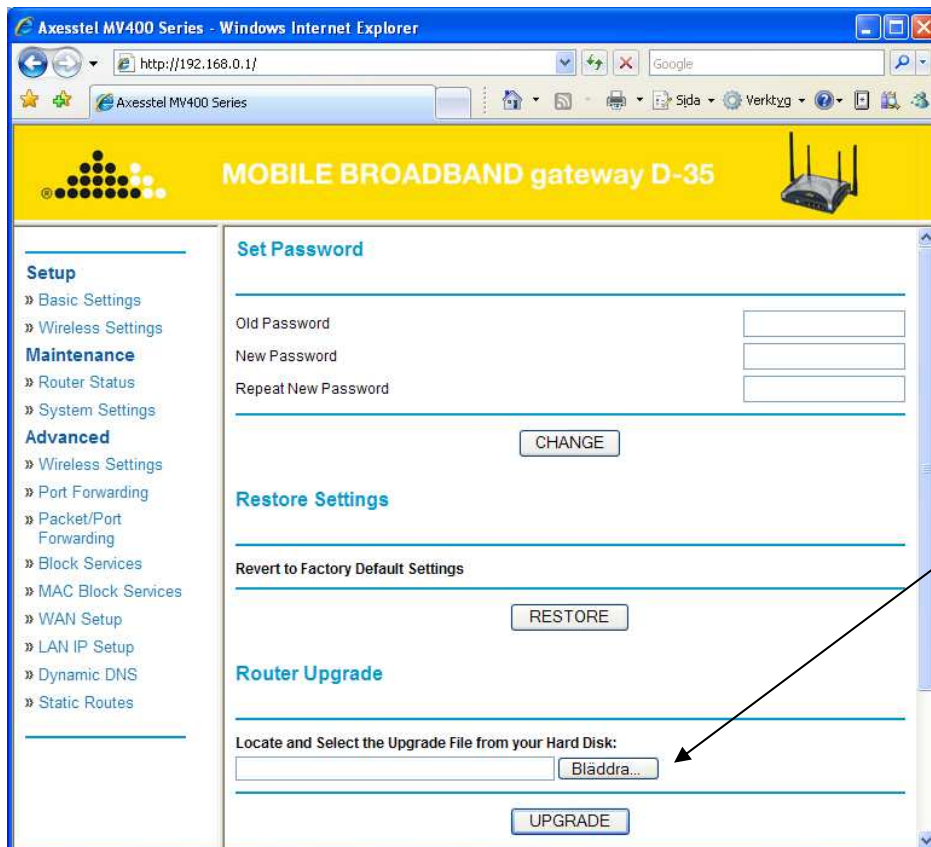 Axesstel MV400 Series - Windows Internet Explorer
http://192.168.0.1/
Google
Axesstel MV400 Series
Sida
Verktyg
®
MOBILE BROADBAND gateway D-35
Setup
» Basic Settings
» Wireless Settings
Maintenance
» Router Status
» System Settings
Advanced
» Wireless Settings
» Port Forwarding
» Packet/Port
Forwarding
» Block Services
» MAC Block Services
» WAN Setup
» LAN IP Setup
» Dynamic DNS
» Static Routes
Set Password
Old Password
New Password
Repeat New Password
CHANGE
Restore Settings
Revert to Factory Default Settings
RESTORE
Router Upgrade
Locate and Select the Upgrade File from your Hard Disk:
Bläddra...
UPGRADE